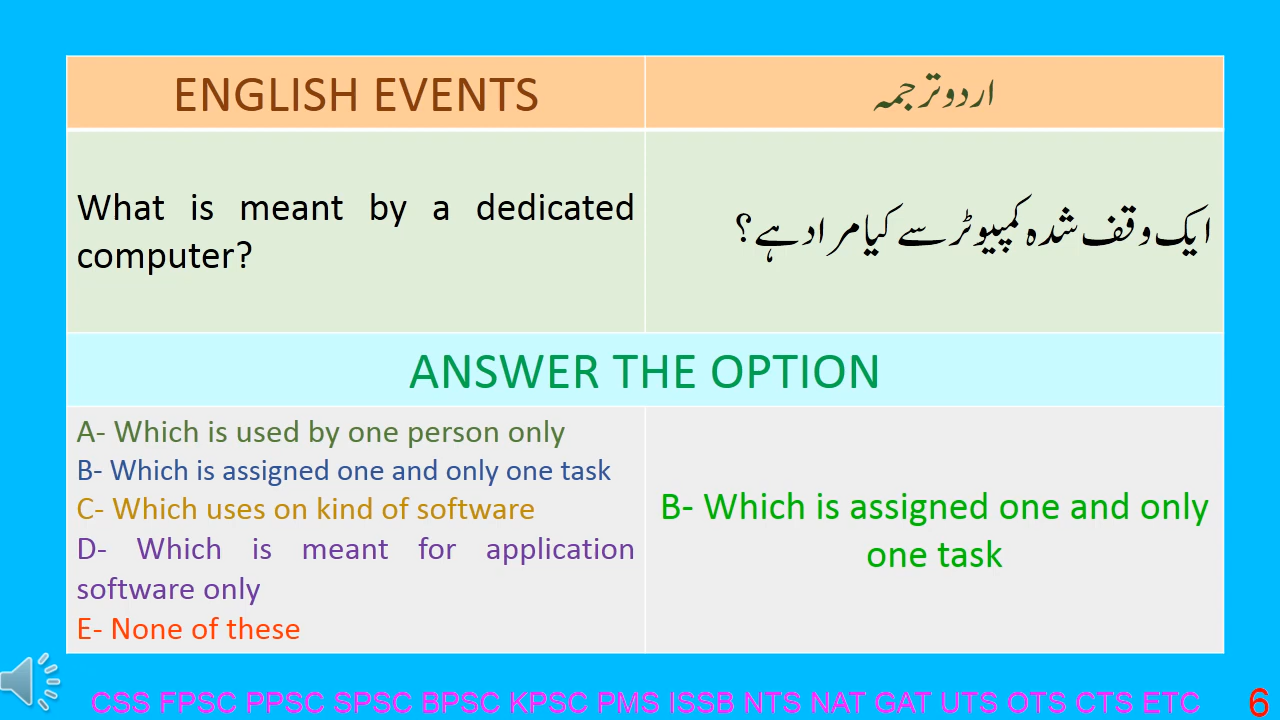 ENGLISH EVENTS
اردو ترجمہ
What is meant by a dedicated
computer?
ایک وقف شدہ کمپیوٹر سے کیا مراد ہے؟
ANSWER THE OPTION
A- Which is used by one person only
B- Which is assigned one and only one task
C- Which uses on kind of software
D- Which is meant for application
software only
E- None of these
B- Which is assigned one and only
one task
CSS FPSC PPSC SPSC BPSC KPSC PMS ISSB NTS NAT GAT UTS OTS CTS ETC
6